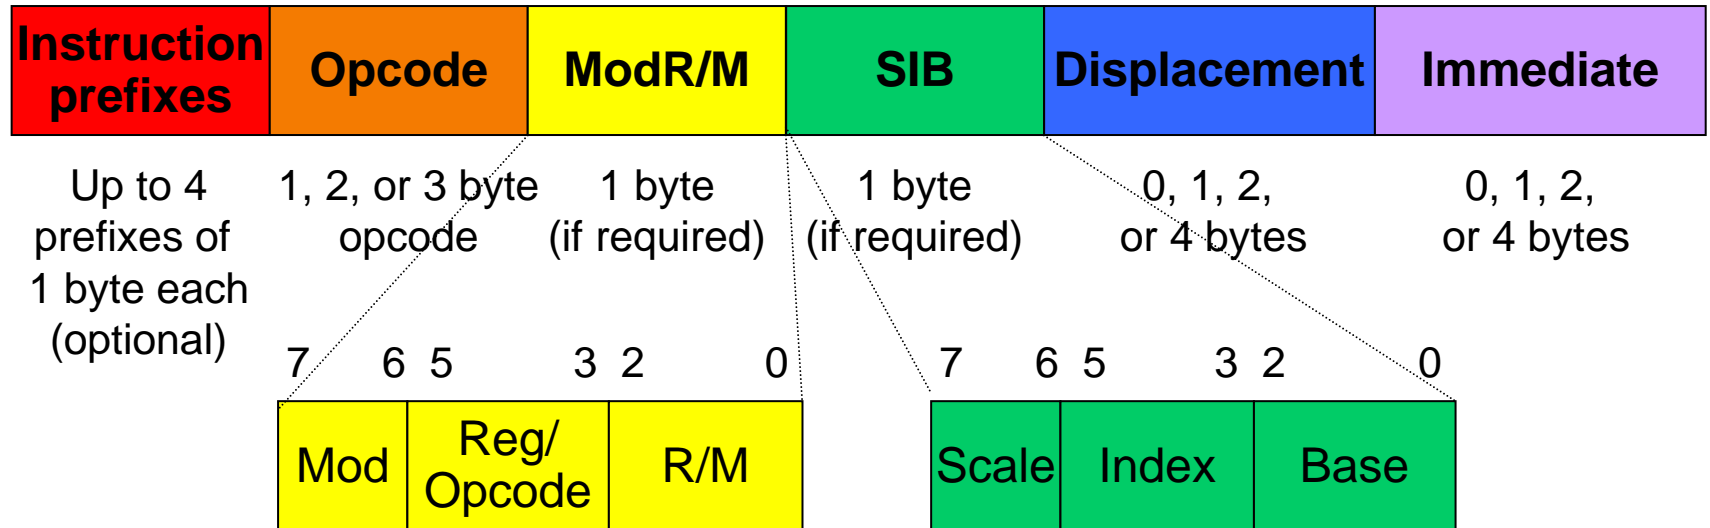 Instruction
prefixes
Opcode
ModR/M
SIB
Displacement
Immediate
Up to 4
prefixes of
1 byte each
(optional)
1, 2, or 3 byte
opcode
1 byte
(if required)
1 byte
(if required)
0, 1, 2,
or 4 bytes
0, 1, 2,
or 4 bytes
7 6 5 3 2 0
Mod
Reg/
Opcode
R/M
7 6 5 3 2 0
Scale
Index
Base